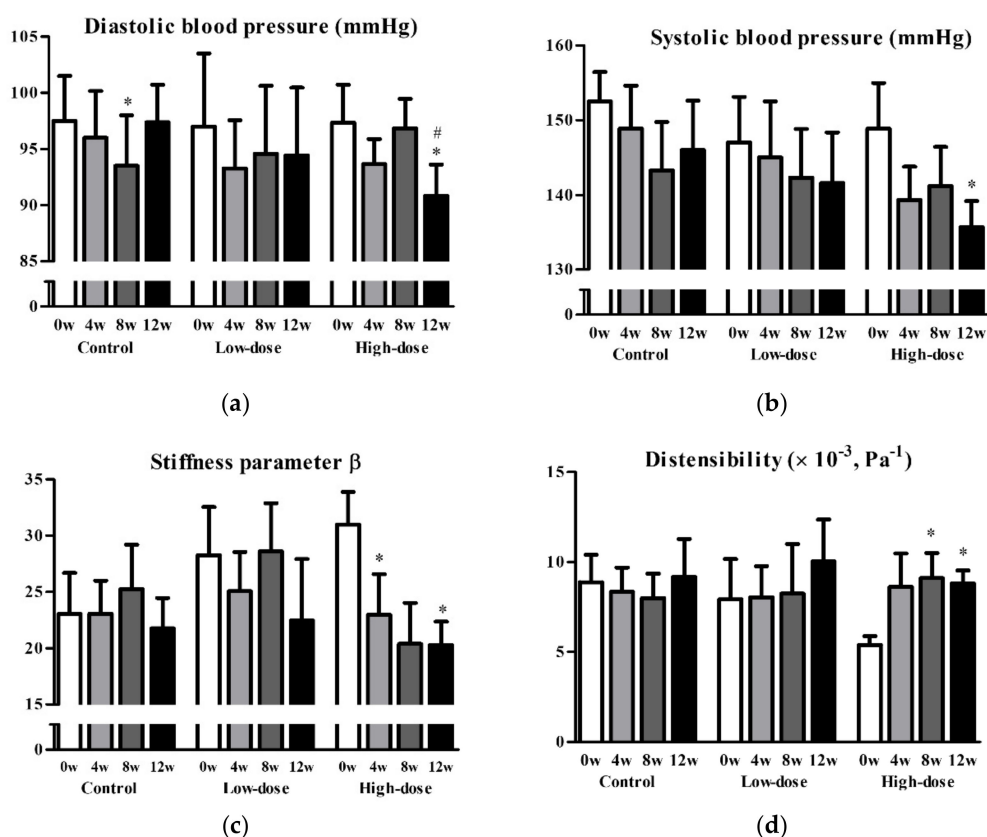 Diastolic blood pressure (mmHg)
105
100
95
90
85
0
*
#
*
0w 4w 8w 12w 0w 4w 8w 12w 0w 4w 8w 12w
Control Low-dose High-dose
(a)
Systolic blood pressure (mmHg)
160
150
140
130
0
*
0w 4w 8w 12w 0w 4w 8w 12w 0w 4w 8w 12w
Control Low-dose High-dose
(b)
Stiffness parameter β
35
30
25
20
15
0
*
*
0w 4w 8w 12w 0w 4w 8w 12w 0w 4w 8w 12w
Control Low-dose High-dose
(c)
Distensibility (× 10⁻³, Pa⁻¹)
15
10
5
0
* *
0w 4w 8w 12w 0w 4w 8w 12w 0w 4w 8w 12w
Control Low-dose High-dose
(d)